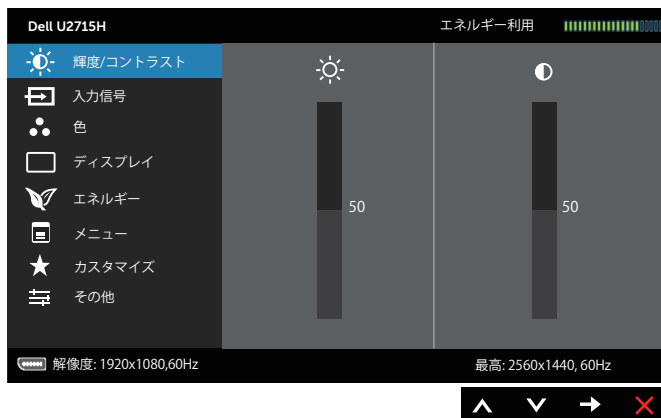 Dell U2715H エネルギー利用
輝度/コントラスト
入力信号
色
ディスプレイ
エネルギー
メニュー
カスタマイズ
その他
50 50
解像度: 1920x1080,60Hz 最高: 2560x1440, 60Hz